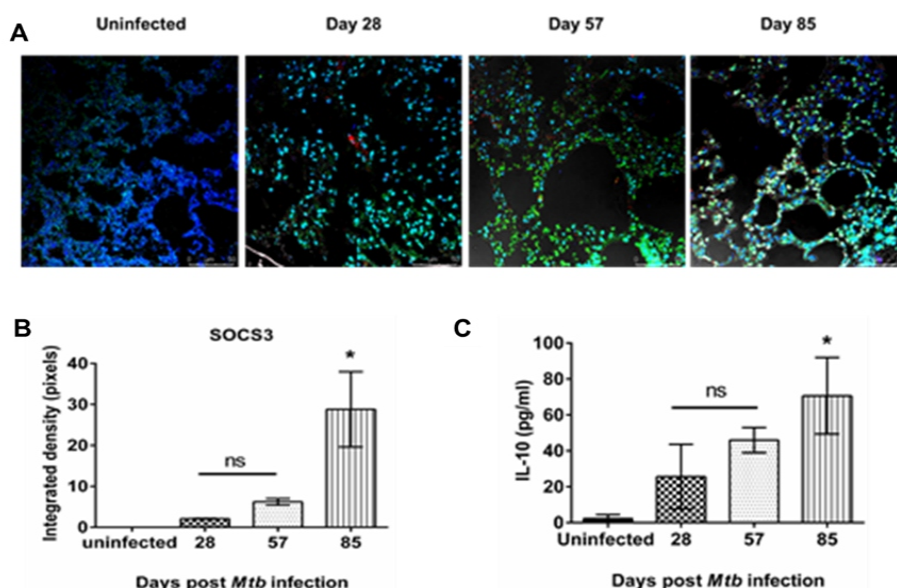 A
Uninfected
Day 28
Day 57
Day 85
B
SOCS3
Integrated density (pixels)
40
30
20
10
0
ns
*
uninfected
28
57
85
Days post Mtb infection
C
IL-10 (pg/ml)
100
80
60
40
20
0
ns
*
Uninfected
28
57
85
Days post Mtb infection